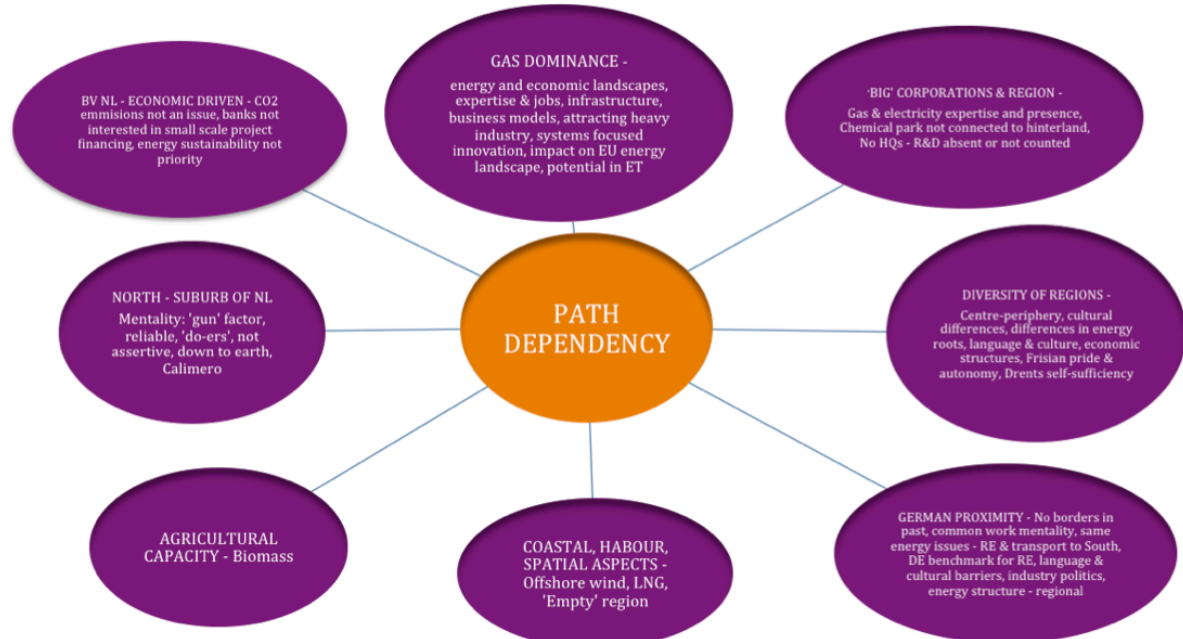 BV NL - ECONOMIC DRIVEN - CO2
emmisions not an issue, banks not
interested in small scale project
financing, energy sustainability not
priority
GAS DOMINANCE -
energy and economic landscapes,
expertise & jobs, infrastructure,
business models, attracting heavy
industry, systems focused
innovation, impact on EU energy
landscape, potential in ET
'BIG' CORPORATIONS & REGION -
Gas & electricity expertise and presence,
Chemical park not connected to hinterland,
No HQs - R&D absent or not counted
NORTH - SUBURB OF NL
Mentality: 'gun' factor,
reliable, 'do-ers', not
assertive, down to earth,
Calimero
PATH
DEPENDENCY
DIVERSITY OF REGIONS -
Centre-periphery, cultural
differences, differences in energy
roots, language & culture, economic
structures, Frisian pride &
autonomy, Drents self-sufficiency
AGRICULTURAL
CAPACITY - Biomass
COASTAL, HABOUR,
SPATIAL ASPECTS -
Offshore wind, LNG,
'Empty' region
GERMAN PROXIMITY - No borders in
past, common work mentality, same
energy issues - RE & transport to South,
DE benchmark for RE, language &
cultural barriers, industry politics,
energy structure - regional